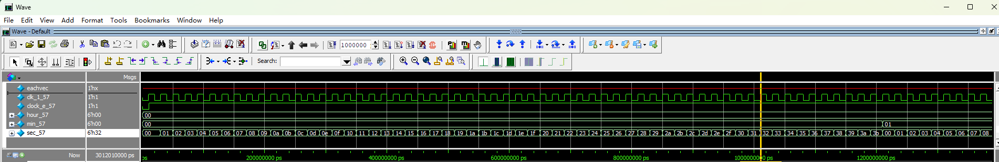 Wave
File Edit View Add Format Tools Bookmarks Window Help
Wave - Default
1000000
Search:
Msgs
eachvec 1'hx
clk_1_57 1'h1
clock_e_57 1'h1
hour_57 6'h00 00
min_57 6'h00 00 01
sec_57 6'h32 00 01 02 03 04 05 06 07 08 09 0a 0b 0c 0d 0e 0f 10 11 12 13 14 15 16 17 18 19 1a 1b 1c 1d 1e 1f 20 21 22 23 24 25 26 27 28 29 2a 2b 2c 2d 2e 2f 30 31 32 33 34 35 36 37 38 39 3a 3b 00 01 02 03 04 05 06 07 08
Now 3012010000 ps ps 200000000 ps 400000000 ps 600000000 ps 800000000 ps 1000000000 ps 1200000000 ps